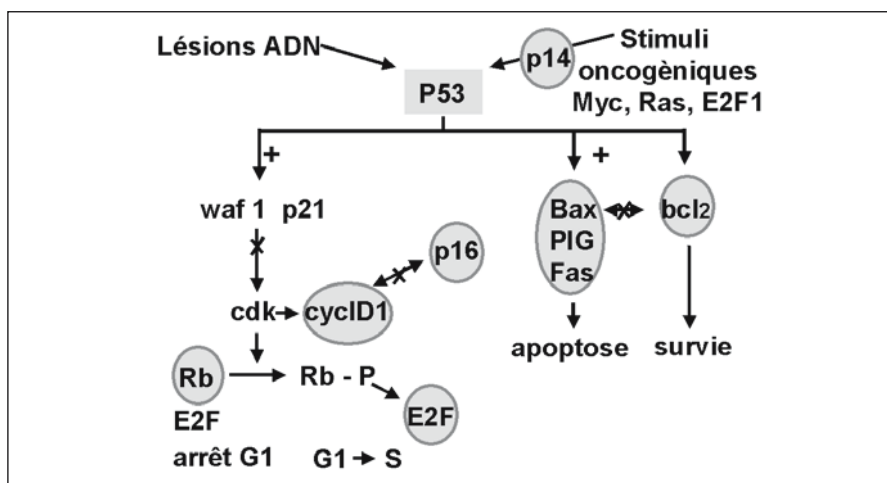 Lésions ADN
p14
Stimuli
oncogèniques
Myc, Ras, E2F1
P53
+
+
waf 1 p21
Bax
PIG
Fas
bcl2
p16
cdk
cyclD1
apoptose
survie
Rb
Rb - P
E2F
E2F
arrêt G1
G1 → S